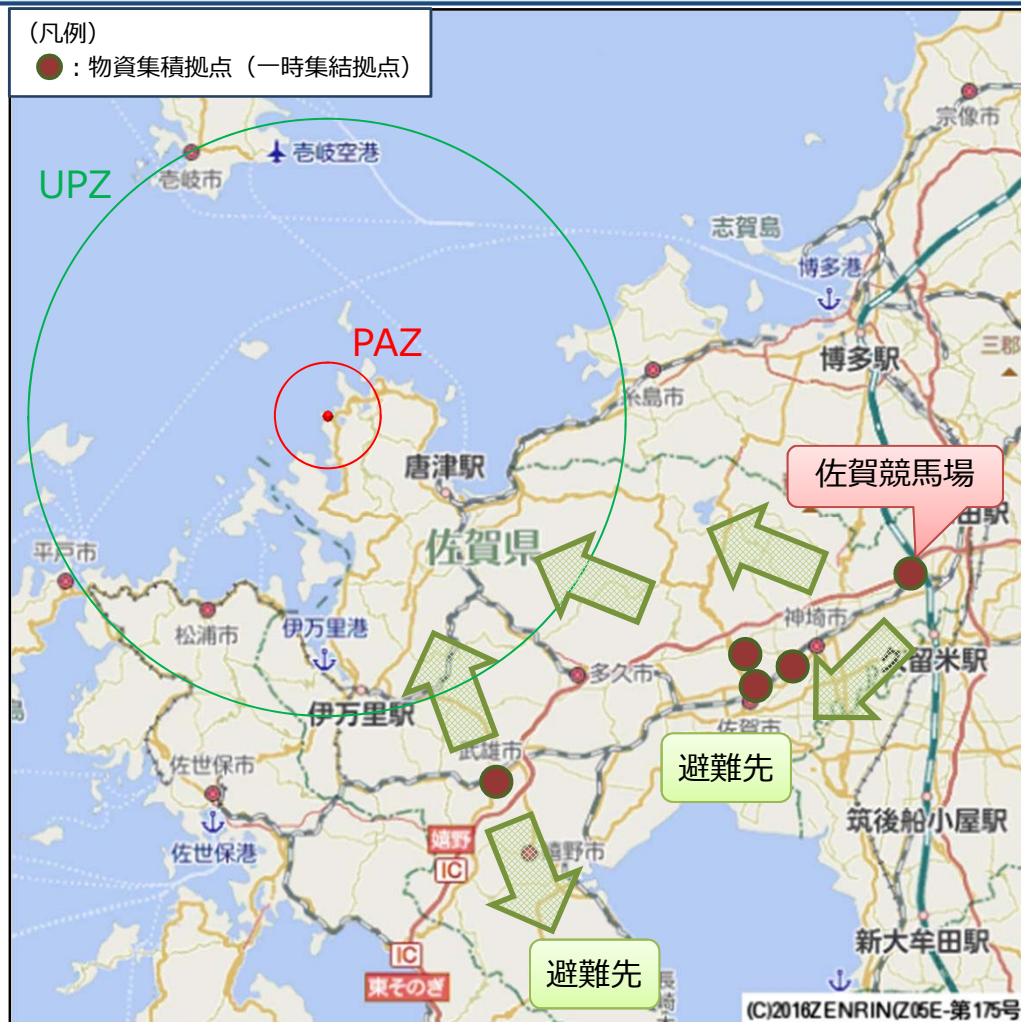 (凡例)
:物資集積拠点(一時集結拠点)
宗像市
壱岐空港
壱岐市
UPZ
志賀島
博多港
PAZ
三郡
博多駅
糸島市
佐賀競馬場
唐津駅
田駅
佐賀県
平戸市
松浦市
伊万里港
神埼市
多久市
留米駅
伊万里駅
佐賀市
武雄市
避難先
佐世保市
筑後船小屋駅
佐世保港
嬉野
IC
嬉野市
新大牟田駅
避難先
IC
東そのぎ
長崎
(C)2016ZENRIN(Z05E-第175号